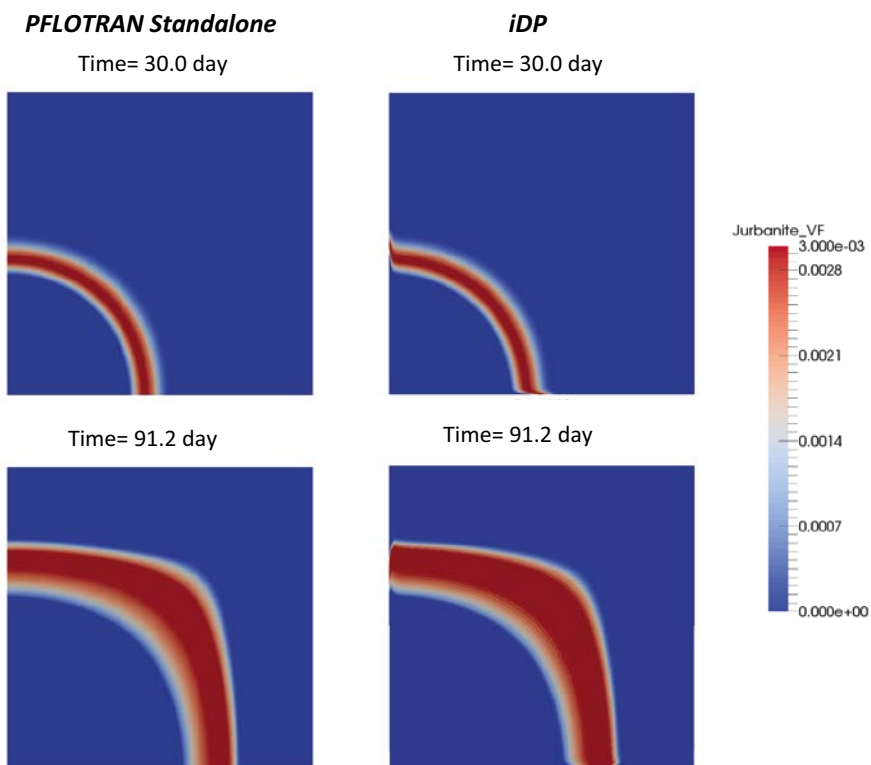 PFLOTRAN Standalone
iDP
Time= 30.0 day
Time= 30.0 day
Jurbanite_VF
3.000e-03
0.0028
0.0021
0.0014
0.0007
0.000e+00
Time= 91.2 day
Time= 91.2 day